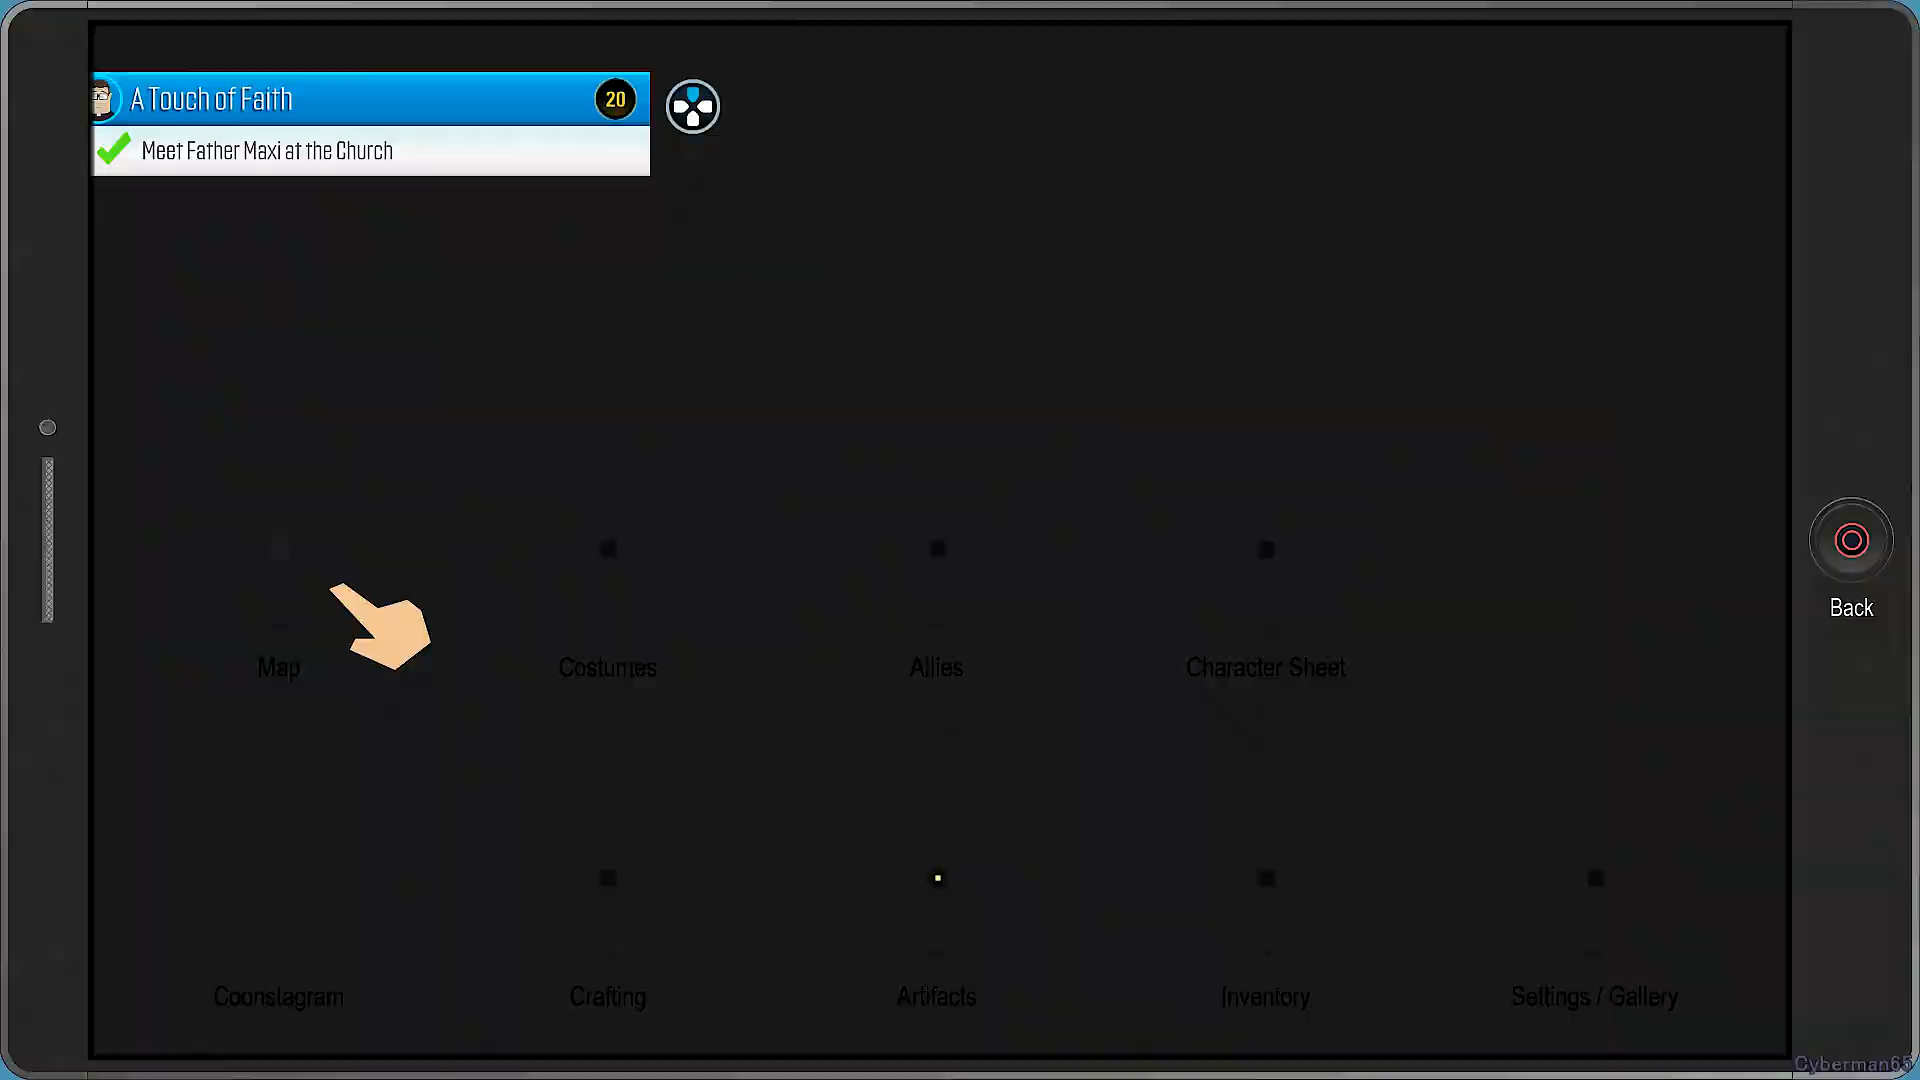 A Touch of Faith 20
Meet Father Maxi at the Church
Back
Map Costumes Allies Character Sheet
Coonstagram Crafting Artifacts Inventory Settings / Gallery
Cyberman65